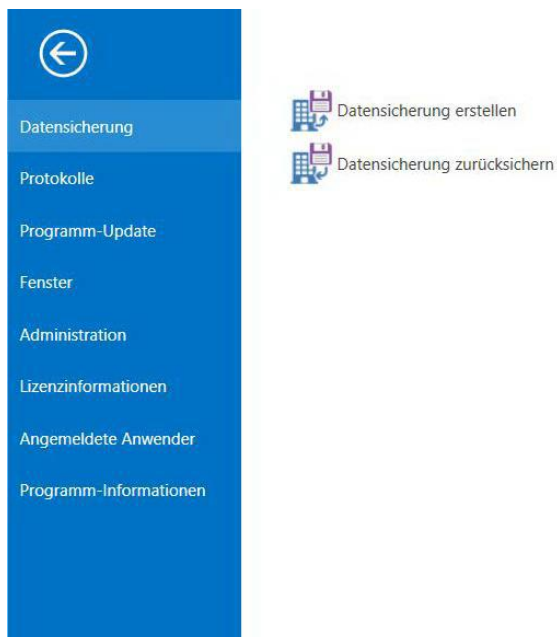 Datensicherung
Protokolle
Programm-Update
Fenster
Administration
Lizenzinformationen
Angemeldete Anwender
Programm-Informationen
Datensicherung erstellen
Datensicherung zurücksichern